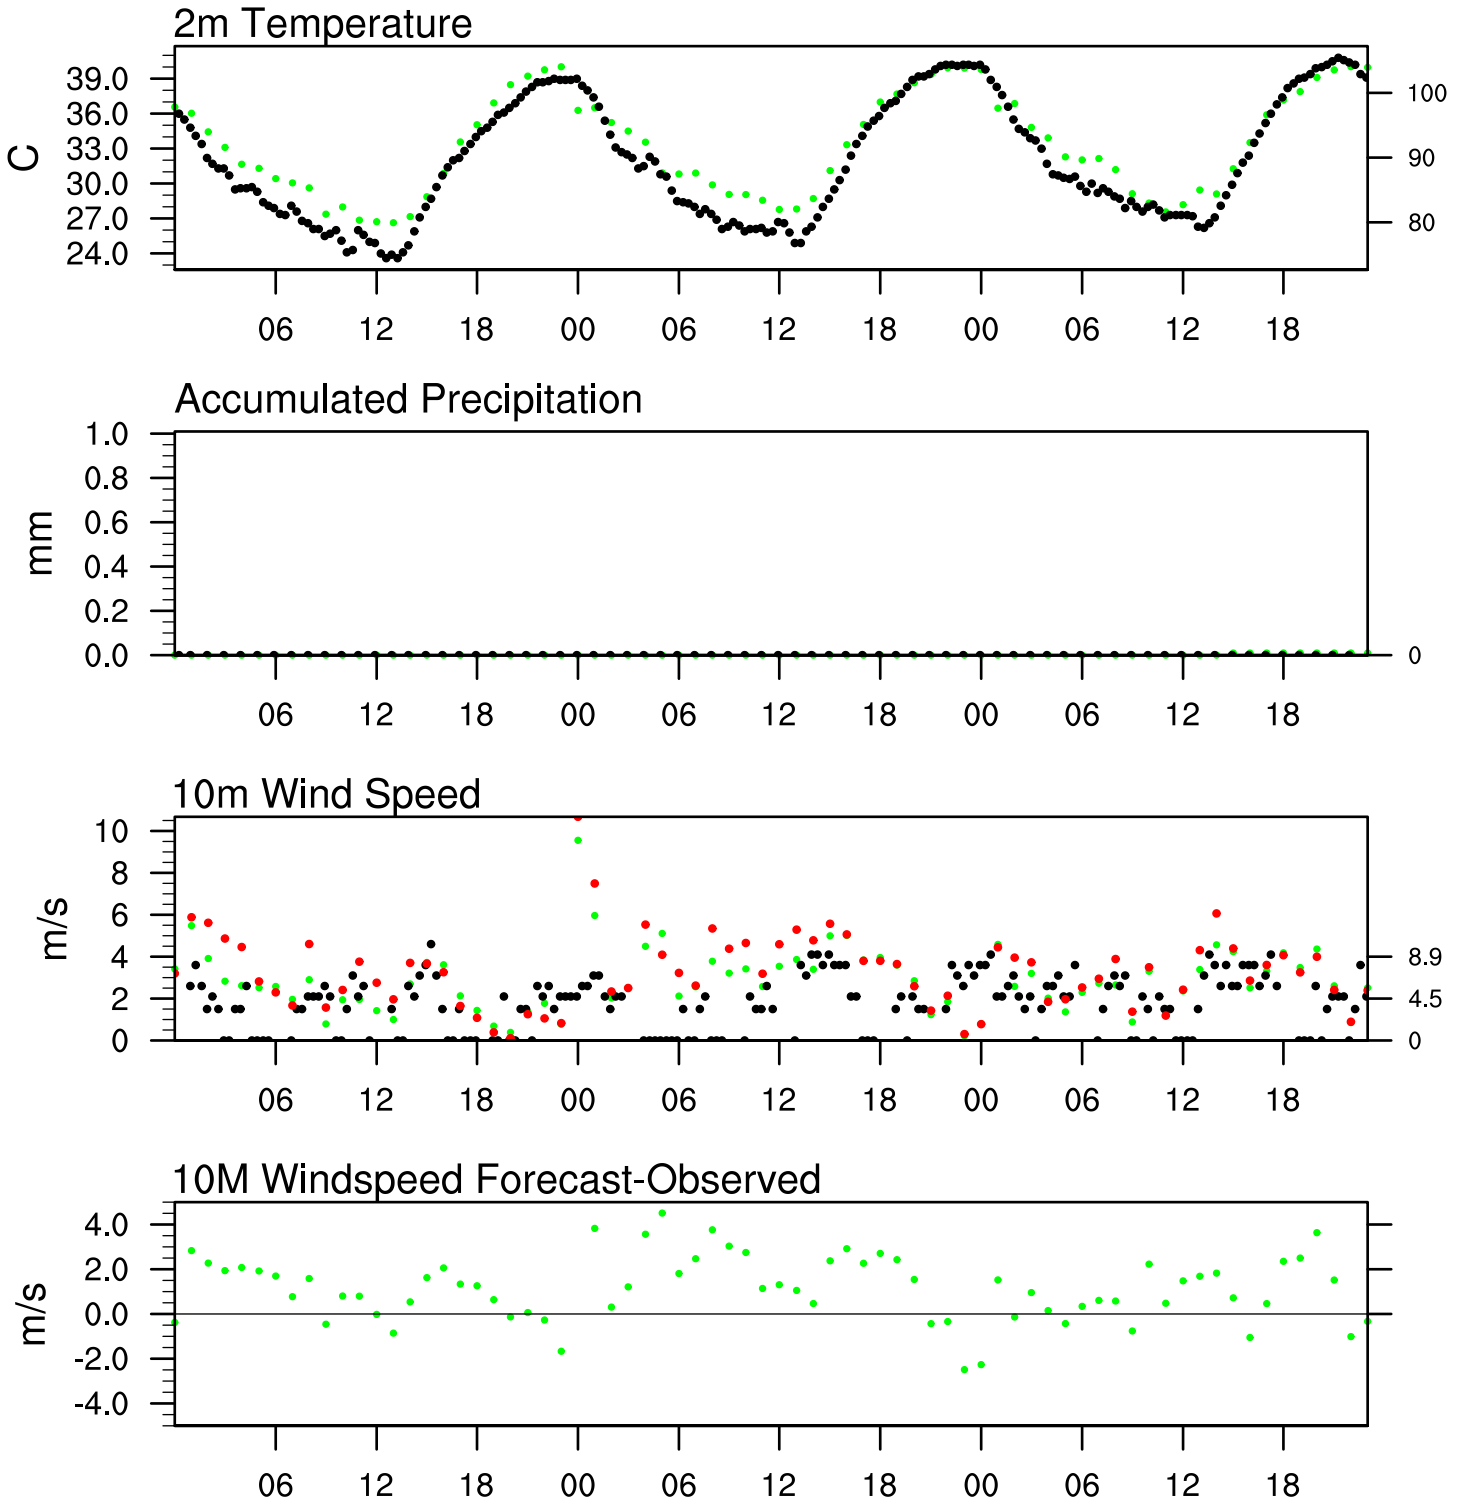 2m Temperature
39.0
36.0
33.0
30.0
27.0
24.0
C
100
90
80
06 12 18 00 06 12 18 00 06 12 18
Accumulated Precipitation
1.0
0.8
0.6
0.4
0.2
0.0
mm
0
06 12 18 00 06 12 18 00 06 12 18
10m Wind Speed
10
8
6
4
2
0
m/s
8.9
4.5
0
06 12 18 00 06 12 18 00 06 12 18
10M Windspeed Forecast-Observed
4.0
2.0
0.0
-2.0
-4.0
m/s
06 12 18 00 06 12 18 00 06 12 18